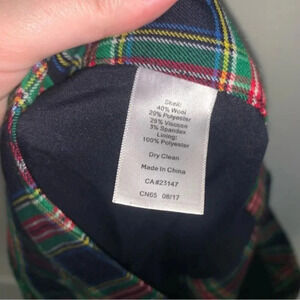 Shell:
40% Wool
29% Polyester
28% Viscose
3% Spandex
Lining:
100% Polyester
Dry Clean
Made In China
CA#23147
CN65 08/17